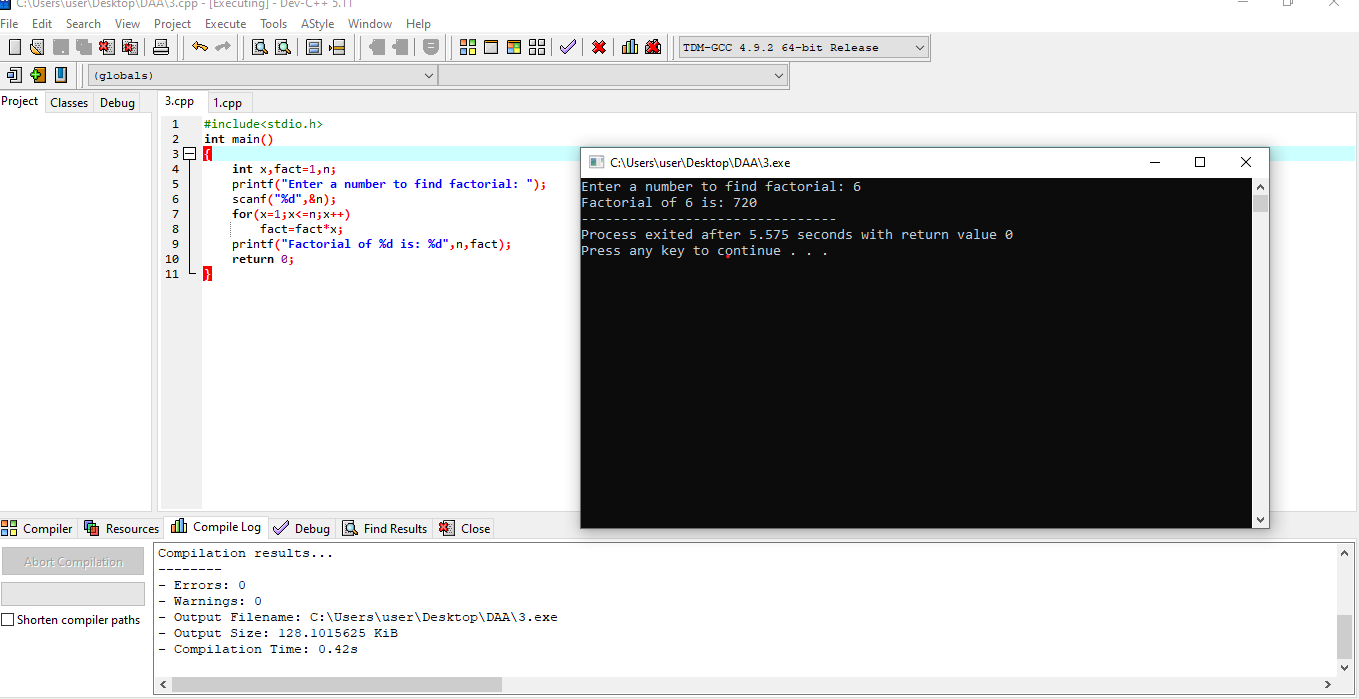 C:\Users\user\Desktop\DAA\3.cpp - [Executing] - Dev-C++ 5.11
File Edit Search View Project Execute Tools AStyle Window Help
TDM-GCC 4.9.2 64-bit Release
(globals)
Project Classes Debug
3.cpp 1.cpp
1 #include<stdio.h>
2 int main()
3 {
4 int x,fact=1,n;
5 printf("Enter a number to find factorial: ");
6 scanf("%d",&n);
7 for(x=1;x<=n;x++)
8 fact=fact*x;
9 printf("Factorial of %d is: %d",n,fact);
10 return 0;
11 }
C:\Users\user\Desktop\DAA\3.exe
Enter a number to find factorial: 6
Factorial of 6 is: 720
--------------------------------
Process exited after 5.575 seconds with return value 0
Press any key to continue . . .
Compiler Resources Compile Log Debug Find Results Close
Abort Compilation
Shorten compiler paths
Compilation results...
--------
- Errors: 0
- Warnings: 0
- Output Filename: C:\Users\user\Desktop\DAA\3.exe
- Output Size: 128.1015625 KiB
- Compilation Time: 0.42s